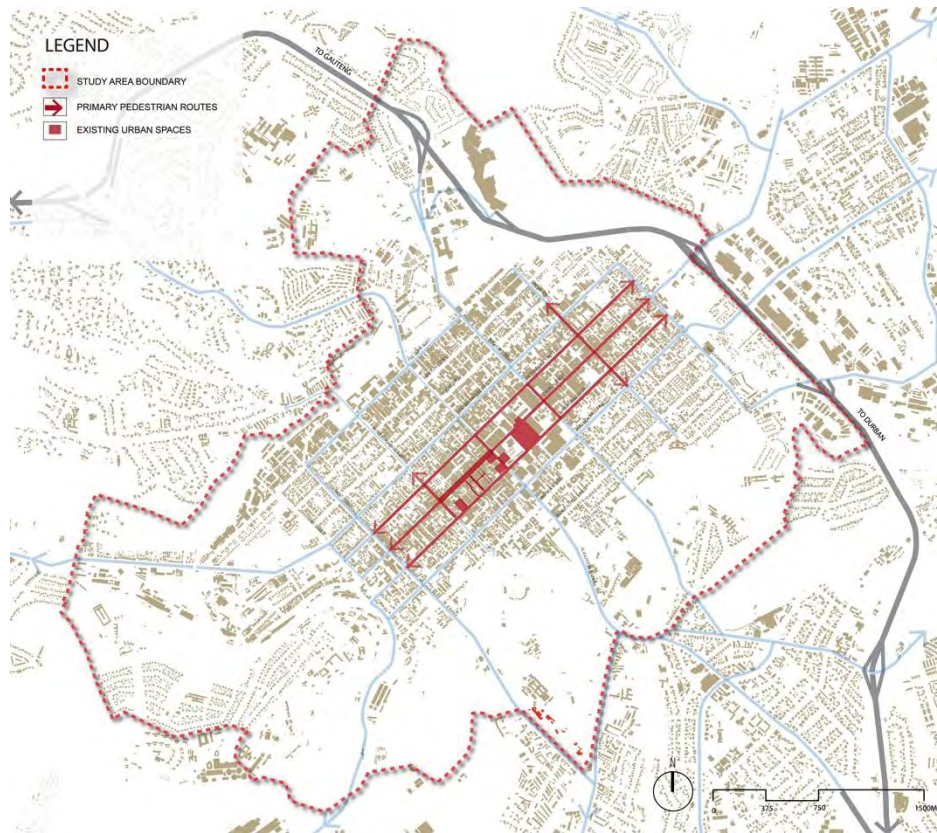 LEGEND
STUDY AREA BOUNDARY
PRIMARY PEDESTRIAN ROUTES
EXISTING URBAN SPACES
TO GAUTENG
TO DURBAN
N
0 375 750 1500M